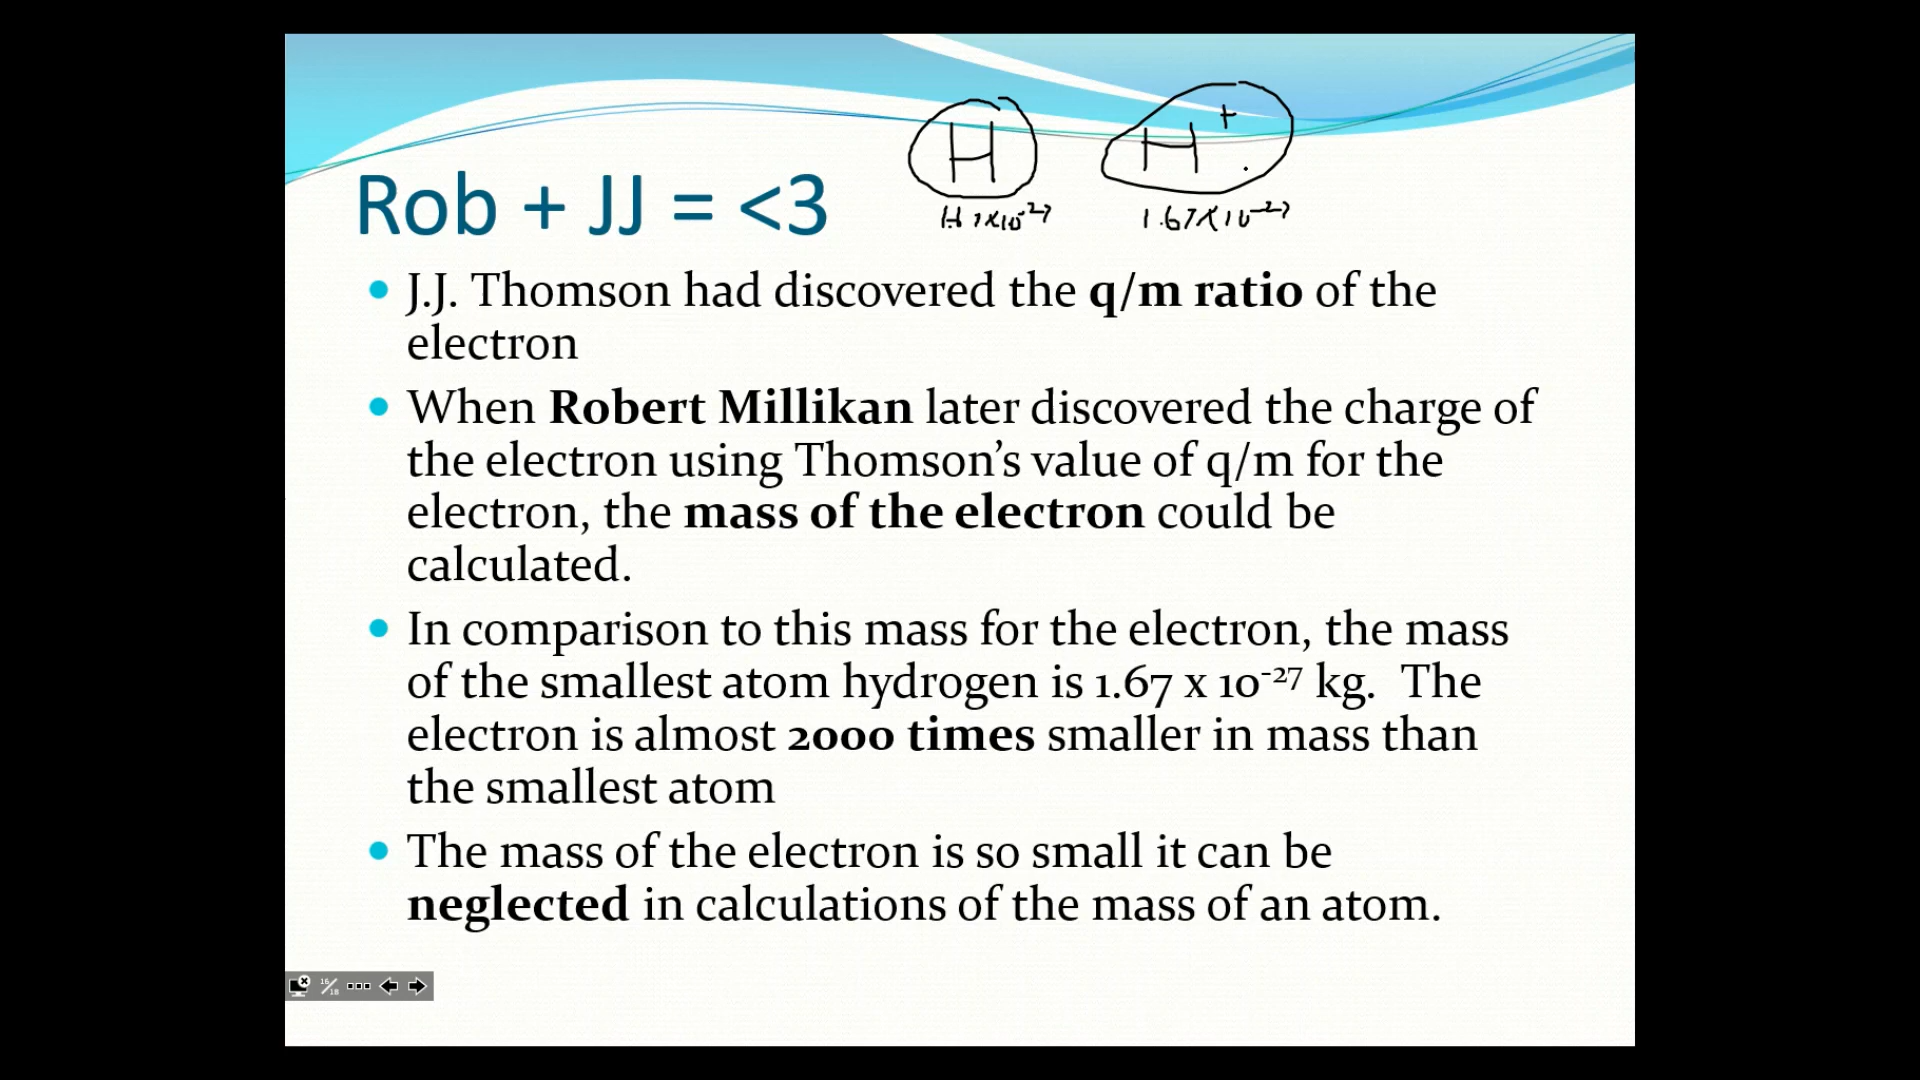 H
H+
Rob + JJ = <3
1.67X10-27
• J.J. Thomson had discovered the q/m ratio of the
electron
• When Robert Millikan later discovered the charge of
the electron using Thomson’s value of q/m for the
electron, the mass of the electron could be
calculated.
• In comparison to this mass for the electron, the mass
of the smallest atom hydrogen is 1.67 x 10-27 kg. The
electron is almost 2000 times smaller in mass than
the smallest atom
• The mass of the electron is so small it can be
neglected in calculations of the mass of an atom.
16/18